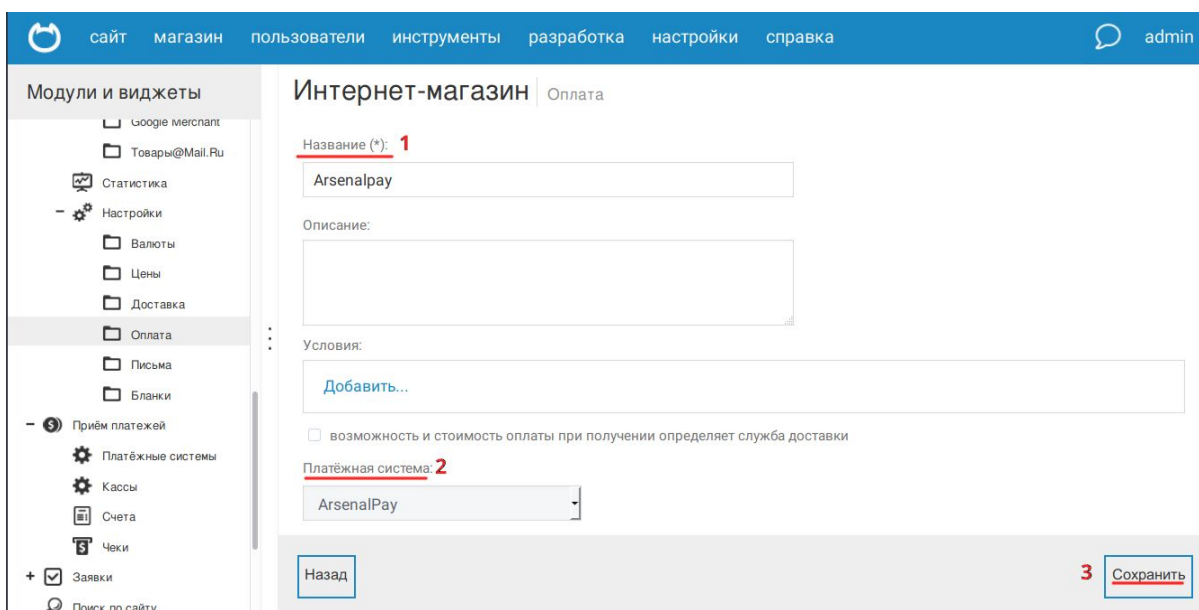 сайт магазин пользователи инструменты разработка настройки справка admin
Модули и виджеты
Google Merchant
Товары@Mail.Ru
Статистика
Настройки
Валюты
Цены
Доставка
Оплата
Письма
Бланки
Приём платежей
Платёжные системы
Кассы
Счета
Чеки
Заявки
Поиск по сайту
Интернет-магазин Оплата
Название (*): 1
Arsenalpay
Описание:
Условия:
Добавить...
возможность и стоимость оплаты при получении определяет служба доставки
Платёжная система: 2
ArsenalPay
Назад 3 Сохранить